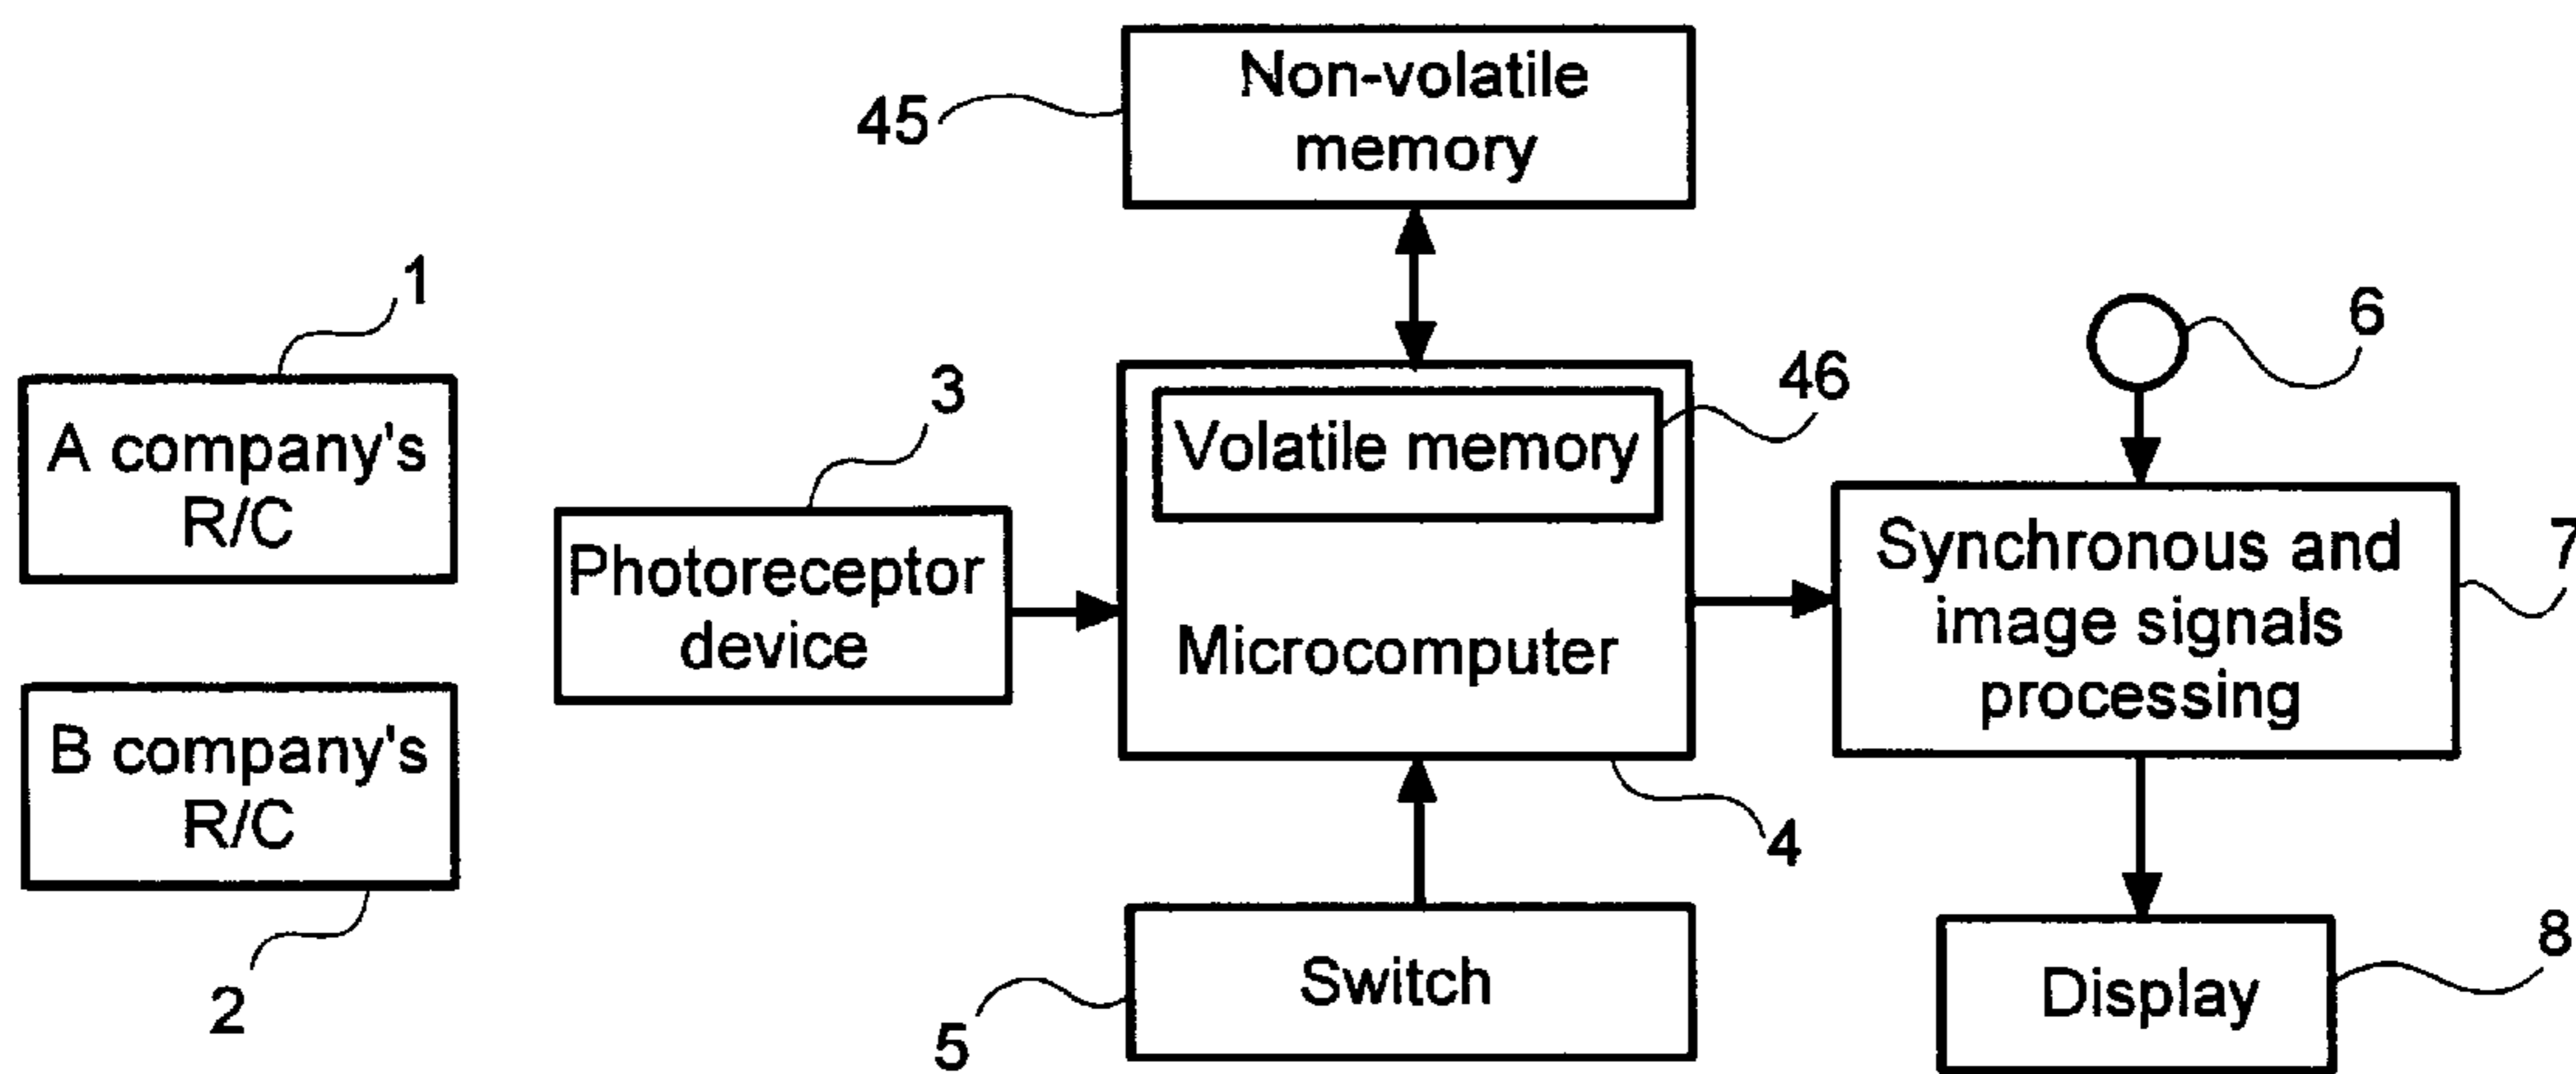 Non-volatile
memory
45
1
A company's
R/C
3
Photoreceptor
device
Volatile memory
46
Microcomputer
4
6
Synchronous and
image signals
processing
7
B company's
R/C
2
Switch
5
Display
8